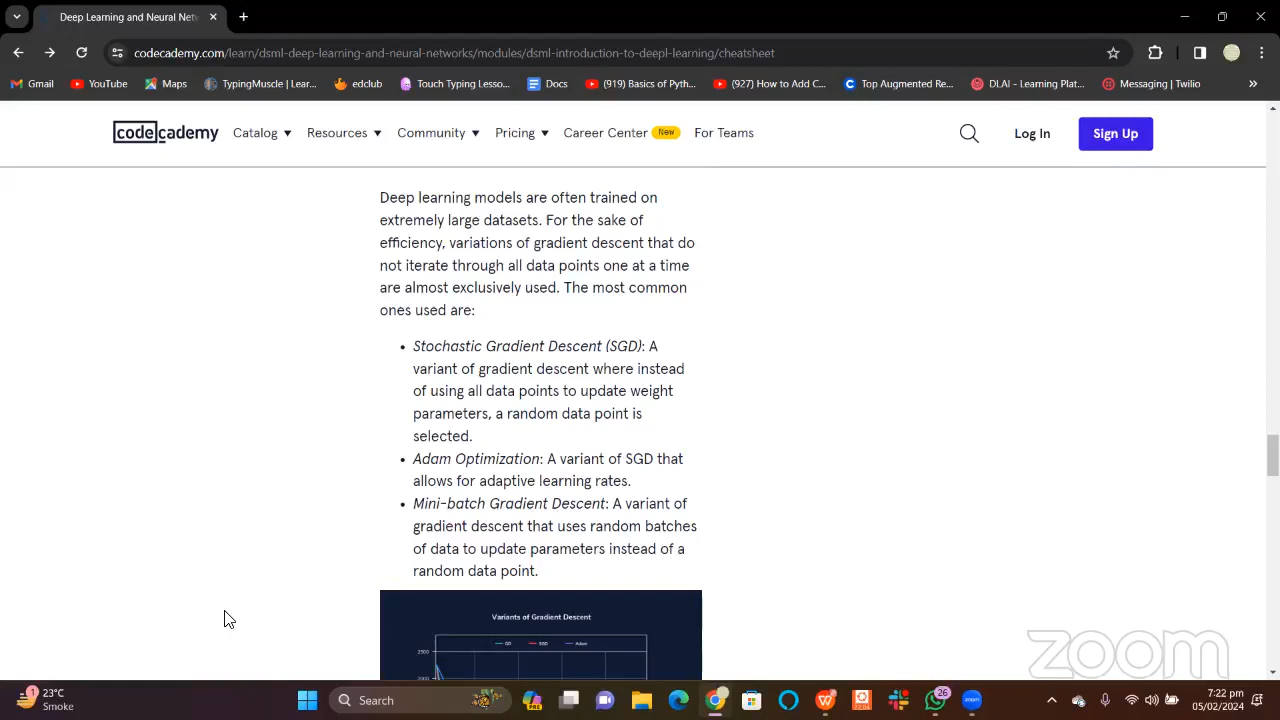 Deep Learning and Neural Net
codecademy.com/learn/dsml-deep-learning-and-neural-networks/modules/dsml-introduction-to-deepl-learning/cheatsheet
Gmail YouTube Maps TypingMuscle | Lear... edclub Touch Typing Lesso... Docs (919) Basics of Pyth... (927) How to Add C... Top Augmented Rea... DLAI - Learning Plat... Messaging | Twilio
codecademy Catalog Resources Community Pricing Career Center New For Teams Log In Sign Up
Deep learning models are often trained on
extremely large datasets. For the sake of
efficiency, variations of gradient descent that do
not iterate through all data points one at a time
are almost exclusively used. The most common
ones used are:
• Stochastic Gradient Descent (SGD): A
variant of gradient descent where instead
of using all data points to update weight
parameters, a random data point is
selected.
• Adam Optimization: A variant of SGD that
allows for adaptive learning rates.
• Mini-batch Gradient Descent: A variant of
gradient descent that uses random batches
of data to update parameters instead of a
random data point.
Variants of Gradient Descent
GD SGD Adam
2500
zoom
23°C
Smoke
Search
PRE
26
zoom
7:22 pm
05/02/2024